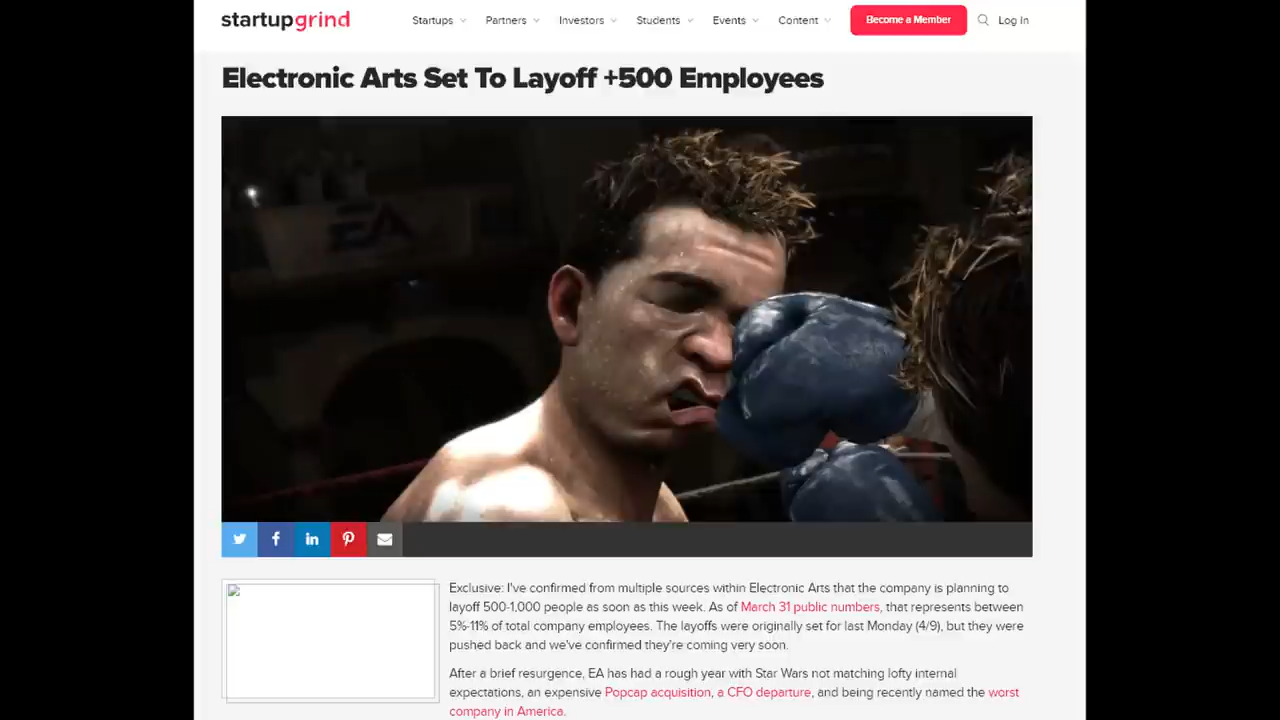 startupgrind
Startups Partners Investors Students Events Content Become a Member Log in
Electronic Arts Set To Layoff +500 Employees
EA
Exclusive: I've confirmed from multiple sources within Electronic Arts that the company is planning to
layoff 500-1,000 people as soon as this week. As of March 31 public numbers, that represents between
5%-11% of total company employees. The layoffs were originally set for last Monday (4/9), but they were
pushed back and we've confirmed they're coming very soon.
After a brief resurgence, EA has had a rough year with Star Wars not matching lofty internal
expectations, an expensive Popcap acquisition, a CFO departure, and being recently named the worst
company in America.